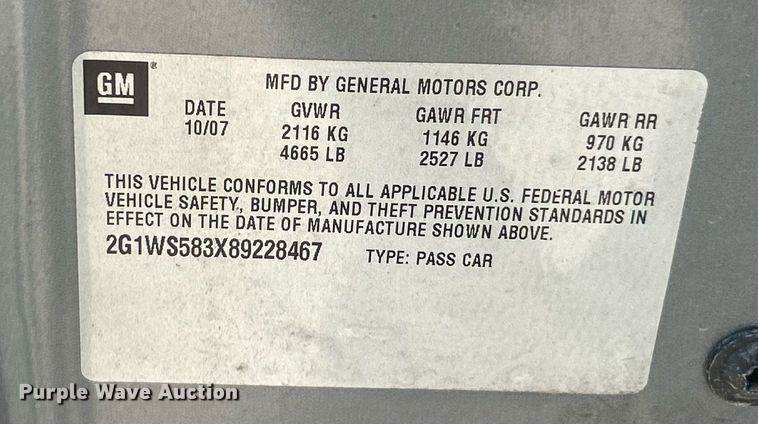 GM®
MFD BY GENERAL MOTORS CORP.
DATE GVWR GAWR FRT GAWR RR
10/07 2116 KG 1146 KG 970 KG
4665 LB 2527 LB 2138 LB
THIS VEHICLE CONFORMS TO ALL APPLICABLE U.S. FEDERAL MOTOR
VEHICLE SAFETY, BUMPER, AND THEFT PREVENTION STANDARDS IN
EFFECT ON THE DATE OF MANUFACTURE SHOWN ABOVE.
2G1WS583X89228467 TYPE: PASS CAR
Purple Wave Auction